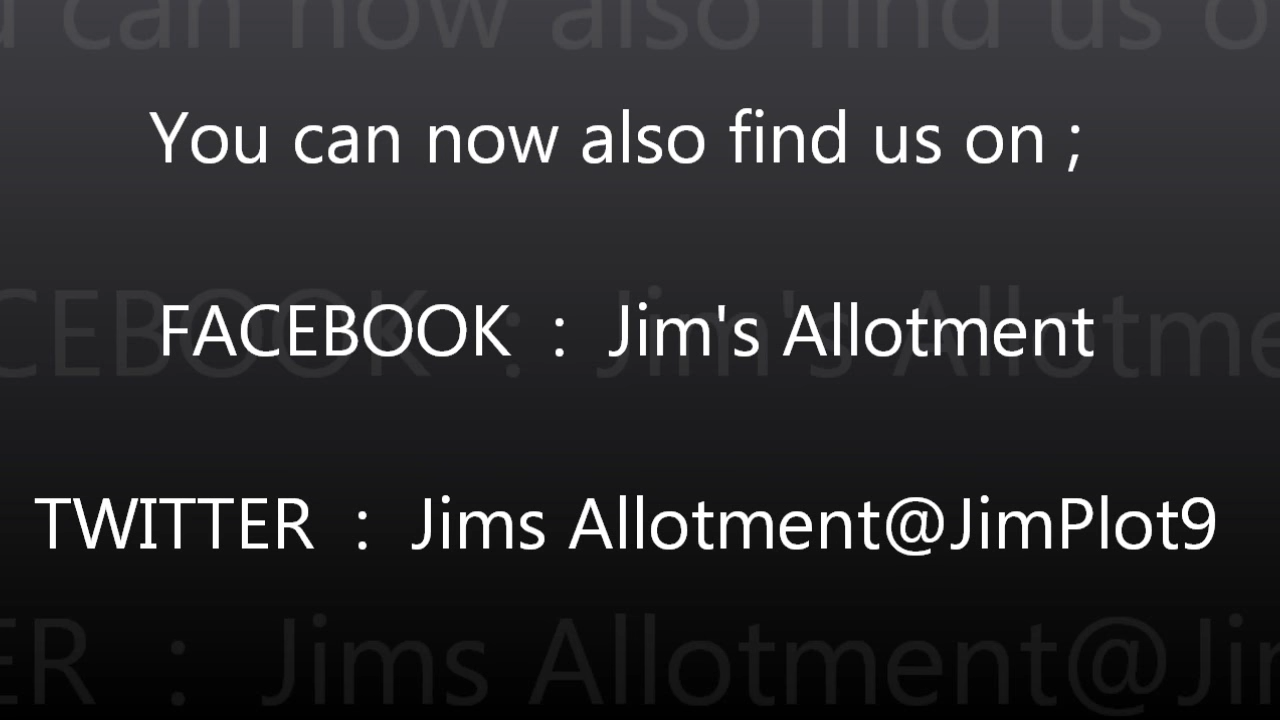 You can now also find us on ;
FACEBOOK : Jim's Allotment
TWITTER : Jims Allotment@JimPlot9